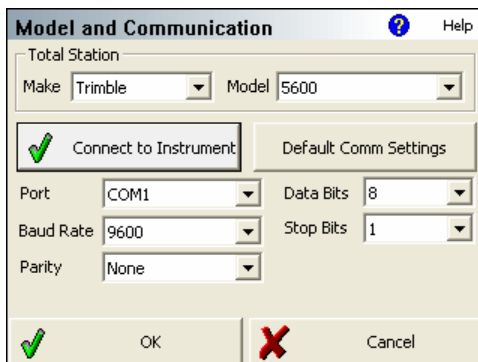 Model and Communication ? Help
Total Station
Make Trimble Model 5600
Connect to Instrument Default Comm Settings
Port COM1 Data Bits 8
Baud Rate 9600 Stop Bits 1
Parity None
OK Cancel